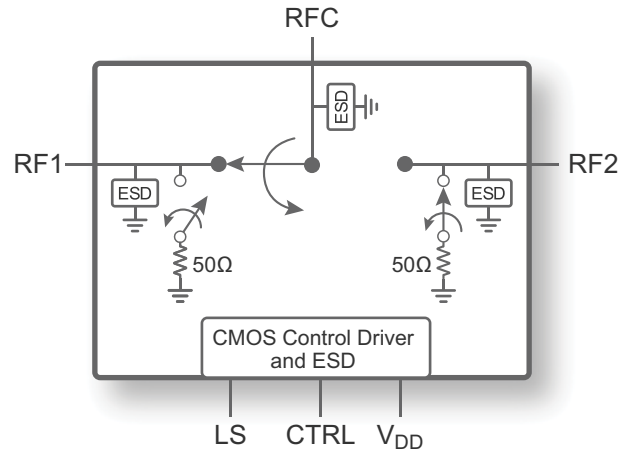 RFC
ESD
RF1
RF2
ESD
ESD
50Ω
50Ω
CMOS Control Driver
and ESD
LS
CTRL
VDD